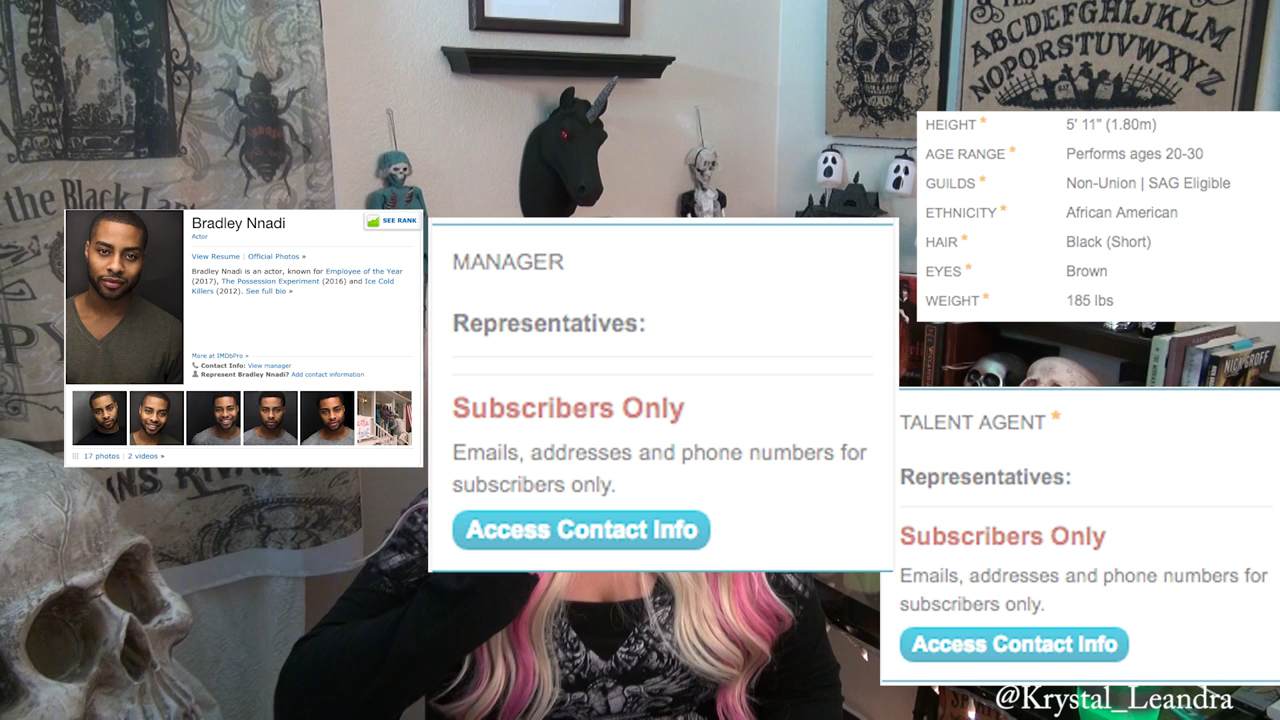 the Black Lan
ABCDEFGHIJKLM
NOPQRSTUVWXYZ
HEIGHT * 5' 11" (1.80m)
AGE RANGE * Performs ages 20-30
GUILDS * Non-Union | SAG Eligible
ETHNICITY * African American
HAIR * Black (Short)
EYES * Brown
WEIGHT * 185 lbs
Bradley Nnadi
SEE RANK
Actor
View Resume | Official Photos »
Bradley Nnadi is an actor, known for Employee of the Year
(2017), The Possession Experiment (2016) and Ice Cold
Killers (2012). See full bio »
More at IMDbPro »
Contact Info: View manager
Represent Bradley Nnadi? Add contact information
17 photos | 2 videos »
MANAGER
Representatives:
Subscribers Only
Emails, addresses and phone numbers for
subscribers only.
Access Contact Info
NICK GROFF
TALENT AGENT *
Representatives:
Subscribers Only
Emails, addresses and phone numbers for
subscribers only.
Access Contact Info
@Krystal_Leandra